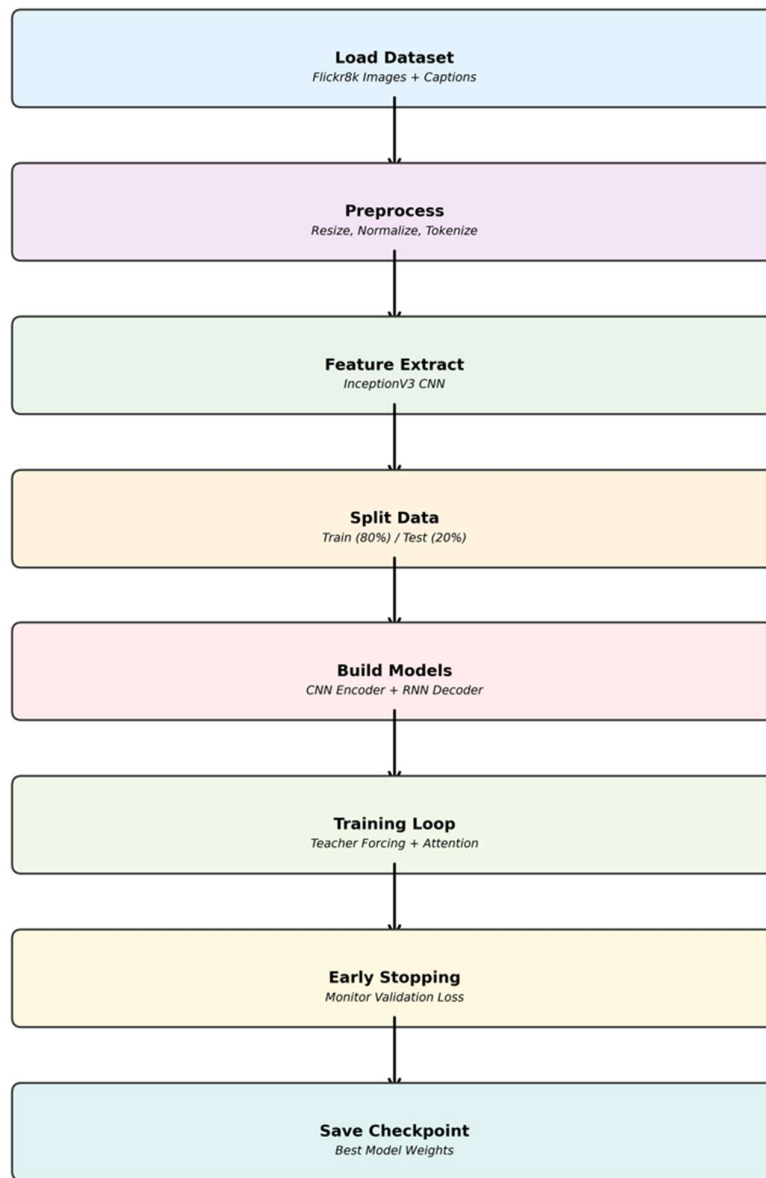 Load Dataset
Flickr8k Images + Captions
Preprocess
Resize, Normalize, Tokenize
Feature Extract
InceptionV3 CNN
Split Data
Train (80%) / Test (20%)
Build Models
CNN Encoder + RNN Decoder
Training Loop
Teacher Forcing + Attention
Early Stopping
Monitor Validation Loss
Save Checkpoint
Best Model Weights